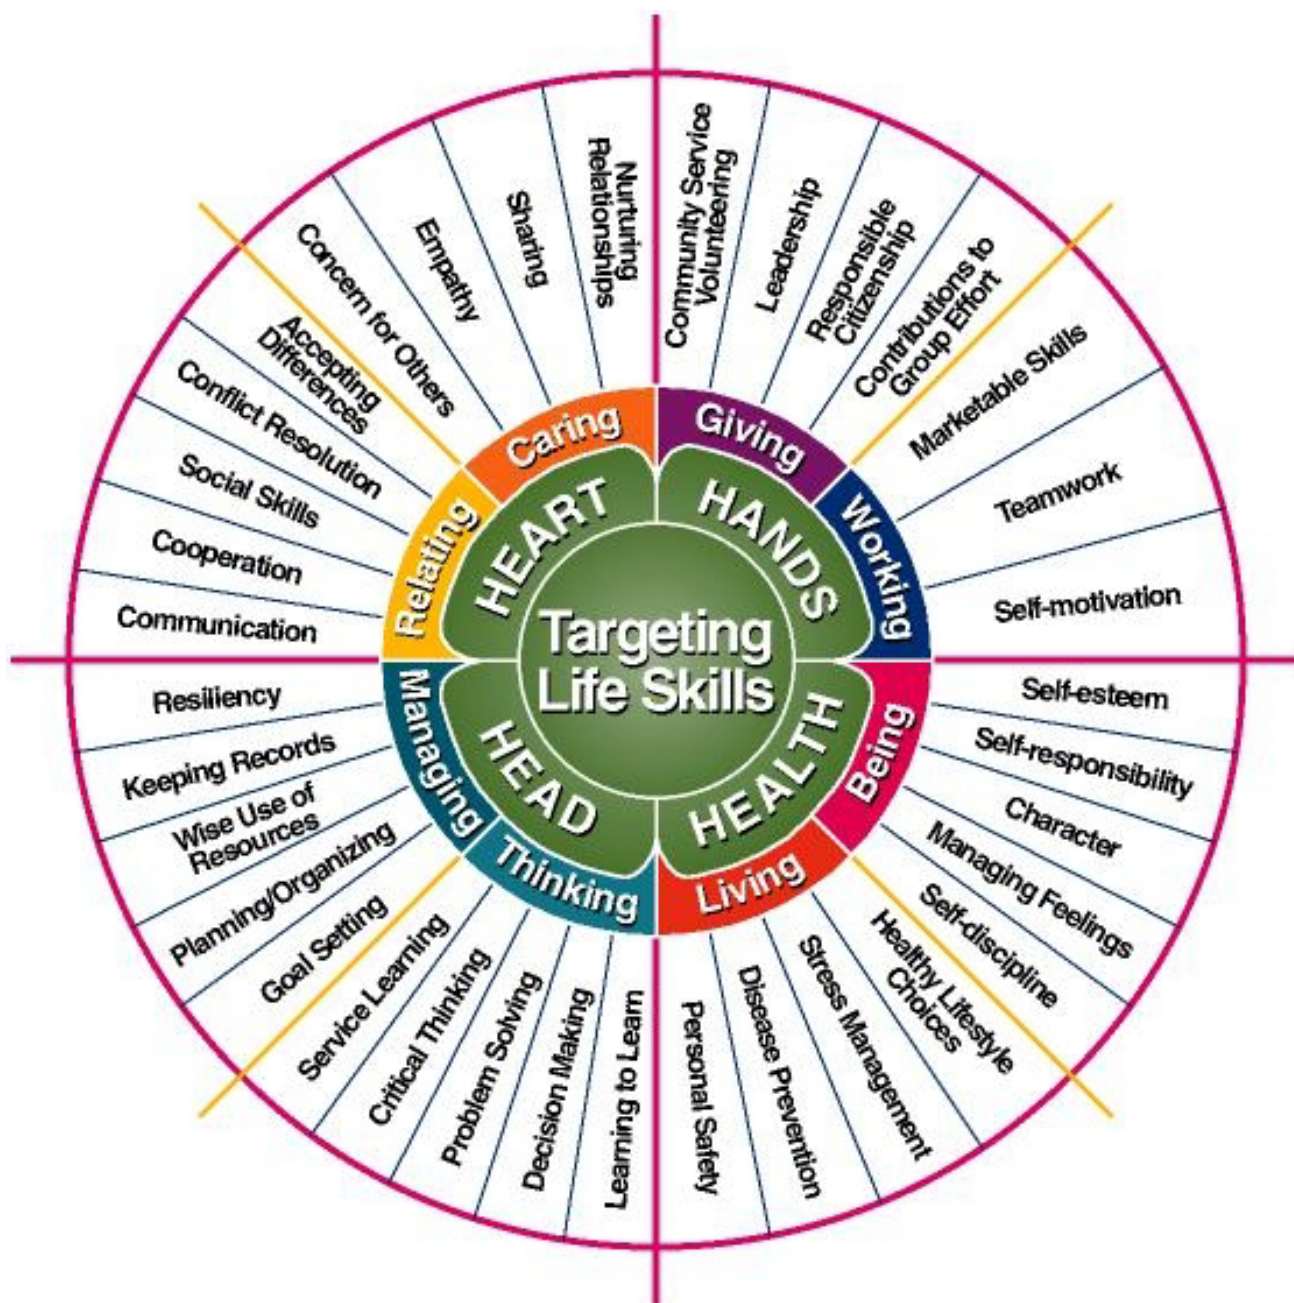 Targeting
Life Skills
HEART
HANDS
HEALTH
HEAD
Caring
Giving
Working
Being
Living
Thinking
Managing
Relating
Community Service
Volunteering
Leadership
Responsible
Citizenship
Contributions to
Group Effort
Marketable Skills
Teamwork
Self-motivation
Self-esteem
Self-responsibility
Character
Managing Feelings
Self-discipline
Healthy Lifestyle
Choices
Stress Management
Disease Prevention
Personal Safety
Learning to Learn
Decision Making
Problem Solving
Critical Thinking
Service Learning
Goal Setting
Planning/Organizing
Wise Use of
Resources
Keeping Records
Resiliency
Communication
Cooperation
Social Skills
Conflict Resolution
Accepting
Differences
Concern for Others
Empathy
Sharing
Nurturing
Relationships